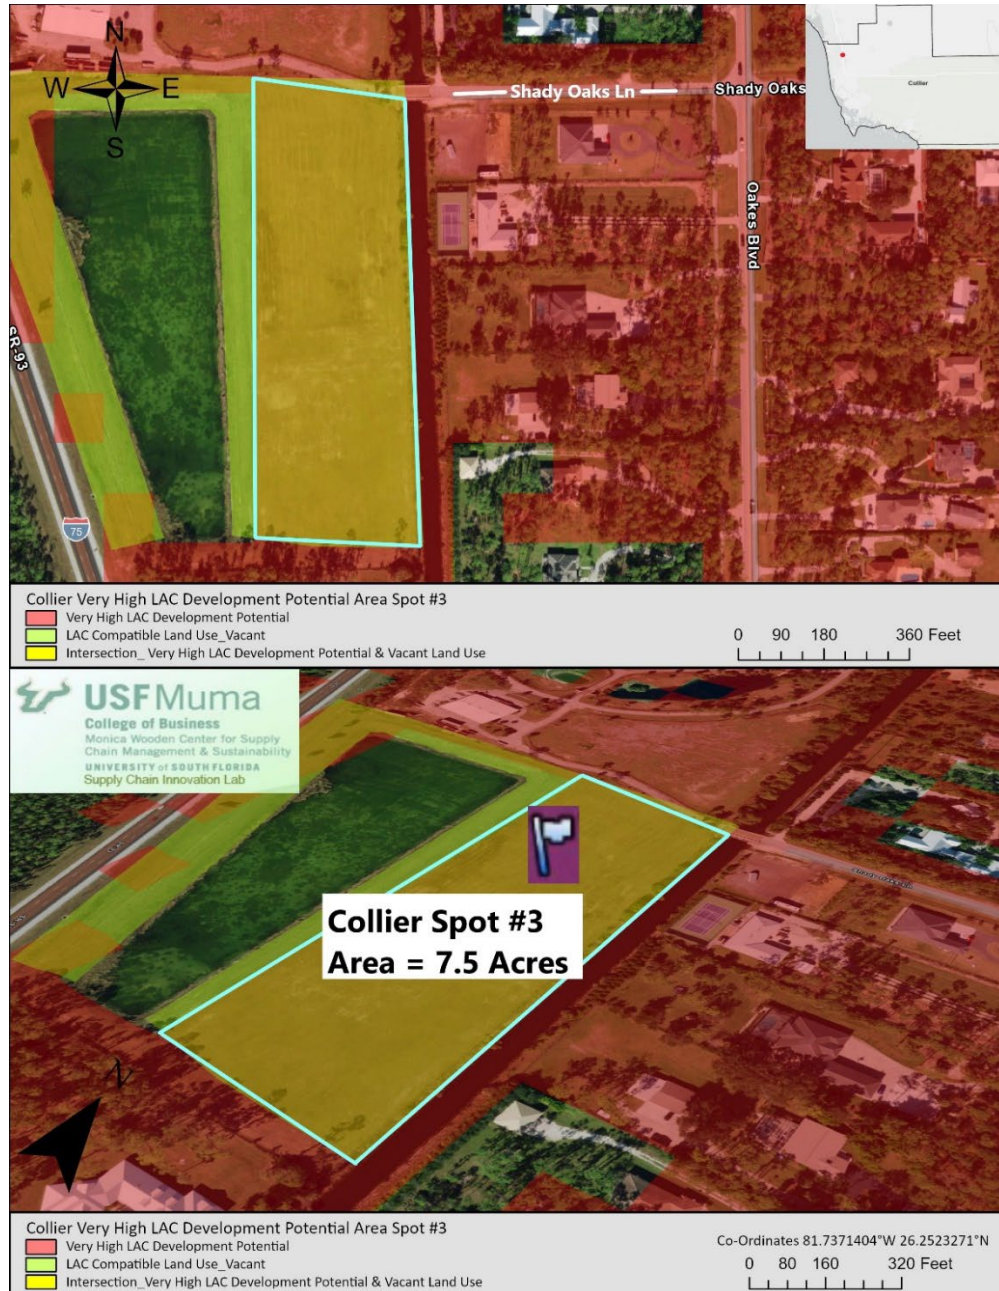 N
W E
S
Shady Oaks Ln
Shady Oaks
Collier
Oakes Blvd
SR-93
75
Collier Very High LAC Development Potential Area Spot #3
Very High LAC Development Potential
LAC Compatible Land Use_Vacant
Intersection_ Very High LAC Development Potential & Vacant Land Use
0 90 180 360 Feet
USF Muma
College of Business
Monica Wooden Center for Supply
Chain Management & Sustainability
UNIVERSITY of SOUTH FLORIDA
Supply Chain Innovation Lab
Collier Spot #3
Area = 7.5 Acres
N
Collier Very High LAC Development Potential Area Spot #3
Very High LAC Development Potential
LAC Compatible Land Use_Vacant
Intersection_Very High LAC Development Potential & Vacant Land Use
Co-Ordinates 81.7371404°W 26.2523271°N
0 80 160 320 Feet